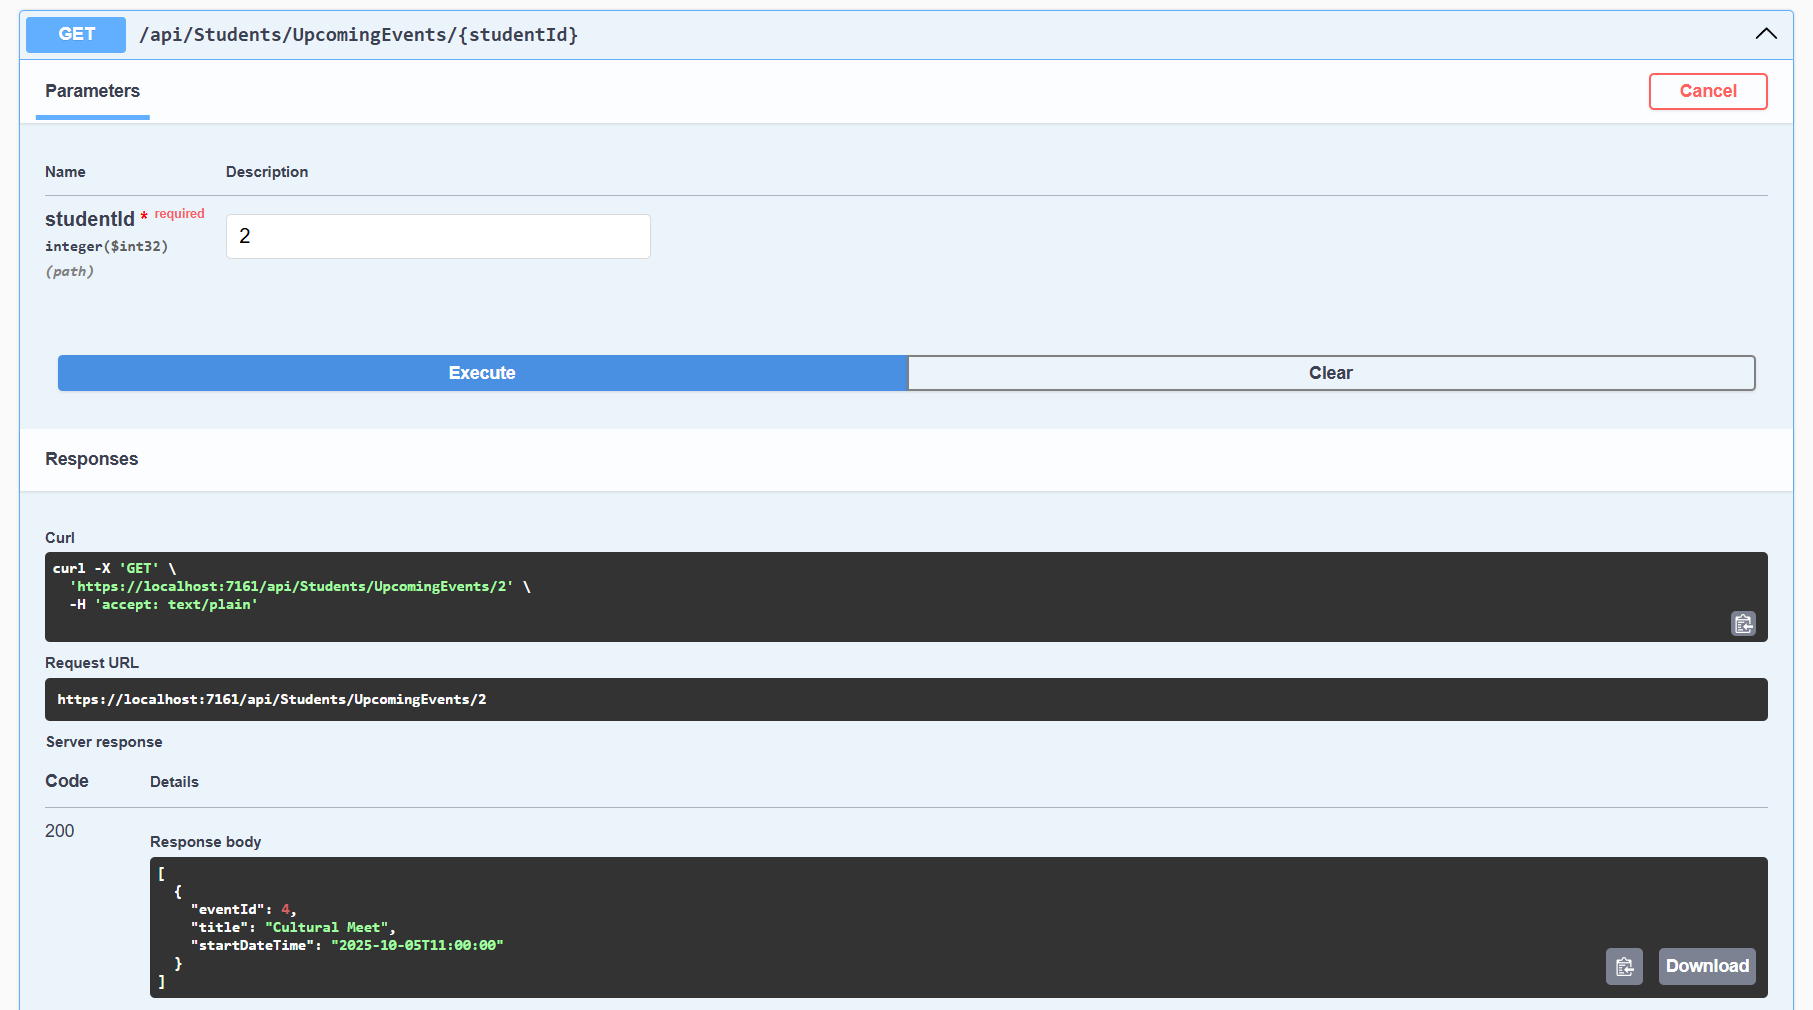 GET /api/Students/UpcomingEvents/{studentId}
Parameters
Cancel
Name Description
studentId * required
integer($int32)
(path)
2
Execute Clear
Responses
Curl
curl -X 'GET' \
'https://localhost:7161/api/Students/UpcomingEvents/2' \
-H 'accept: text/plain'
Request URL
https://localhost:7161/api/Students/UpcomingEvents/2
Server response
Code Details
200
Response body
[
{
"eventId": 4,
"title": "Cultural Meet",
"startDateTime": "2025-10-05T11:00:00"
}
]
Download